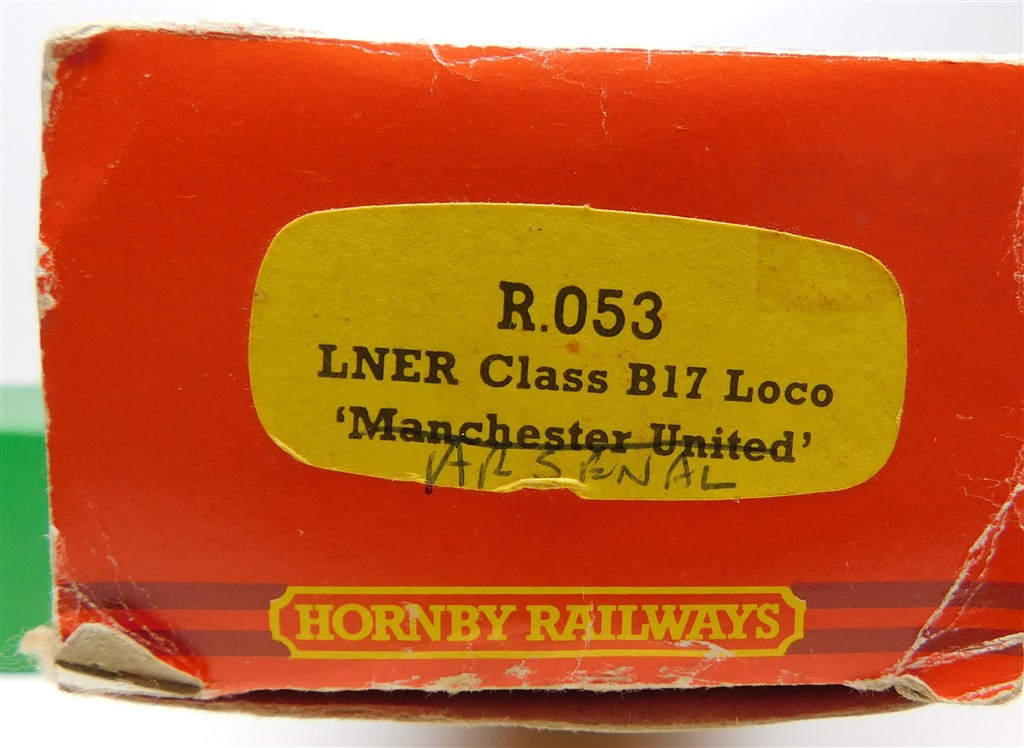 R.053
LNER Class B17 Loco
‘Manchester United’
ARSENAL
HORNBY RAILWAYS